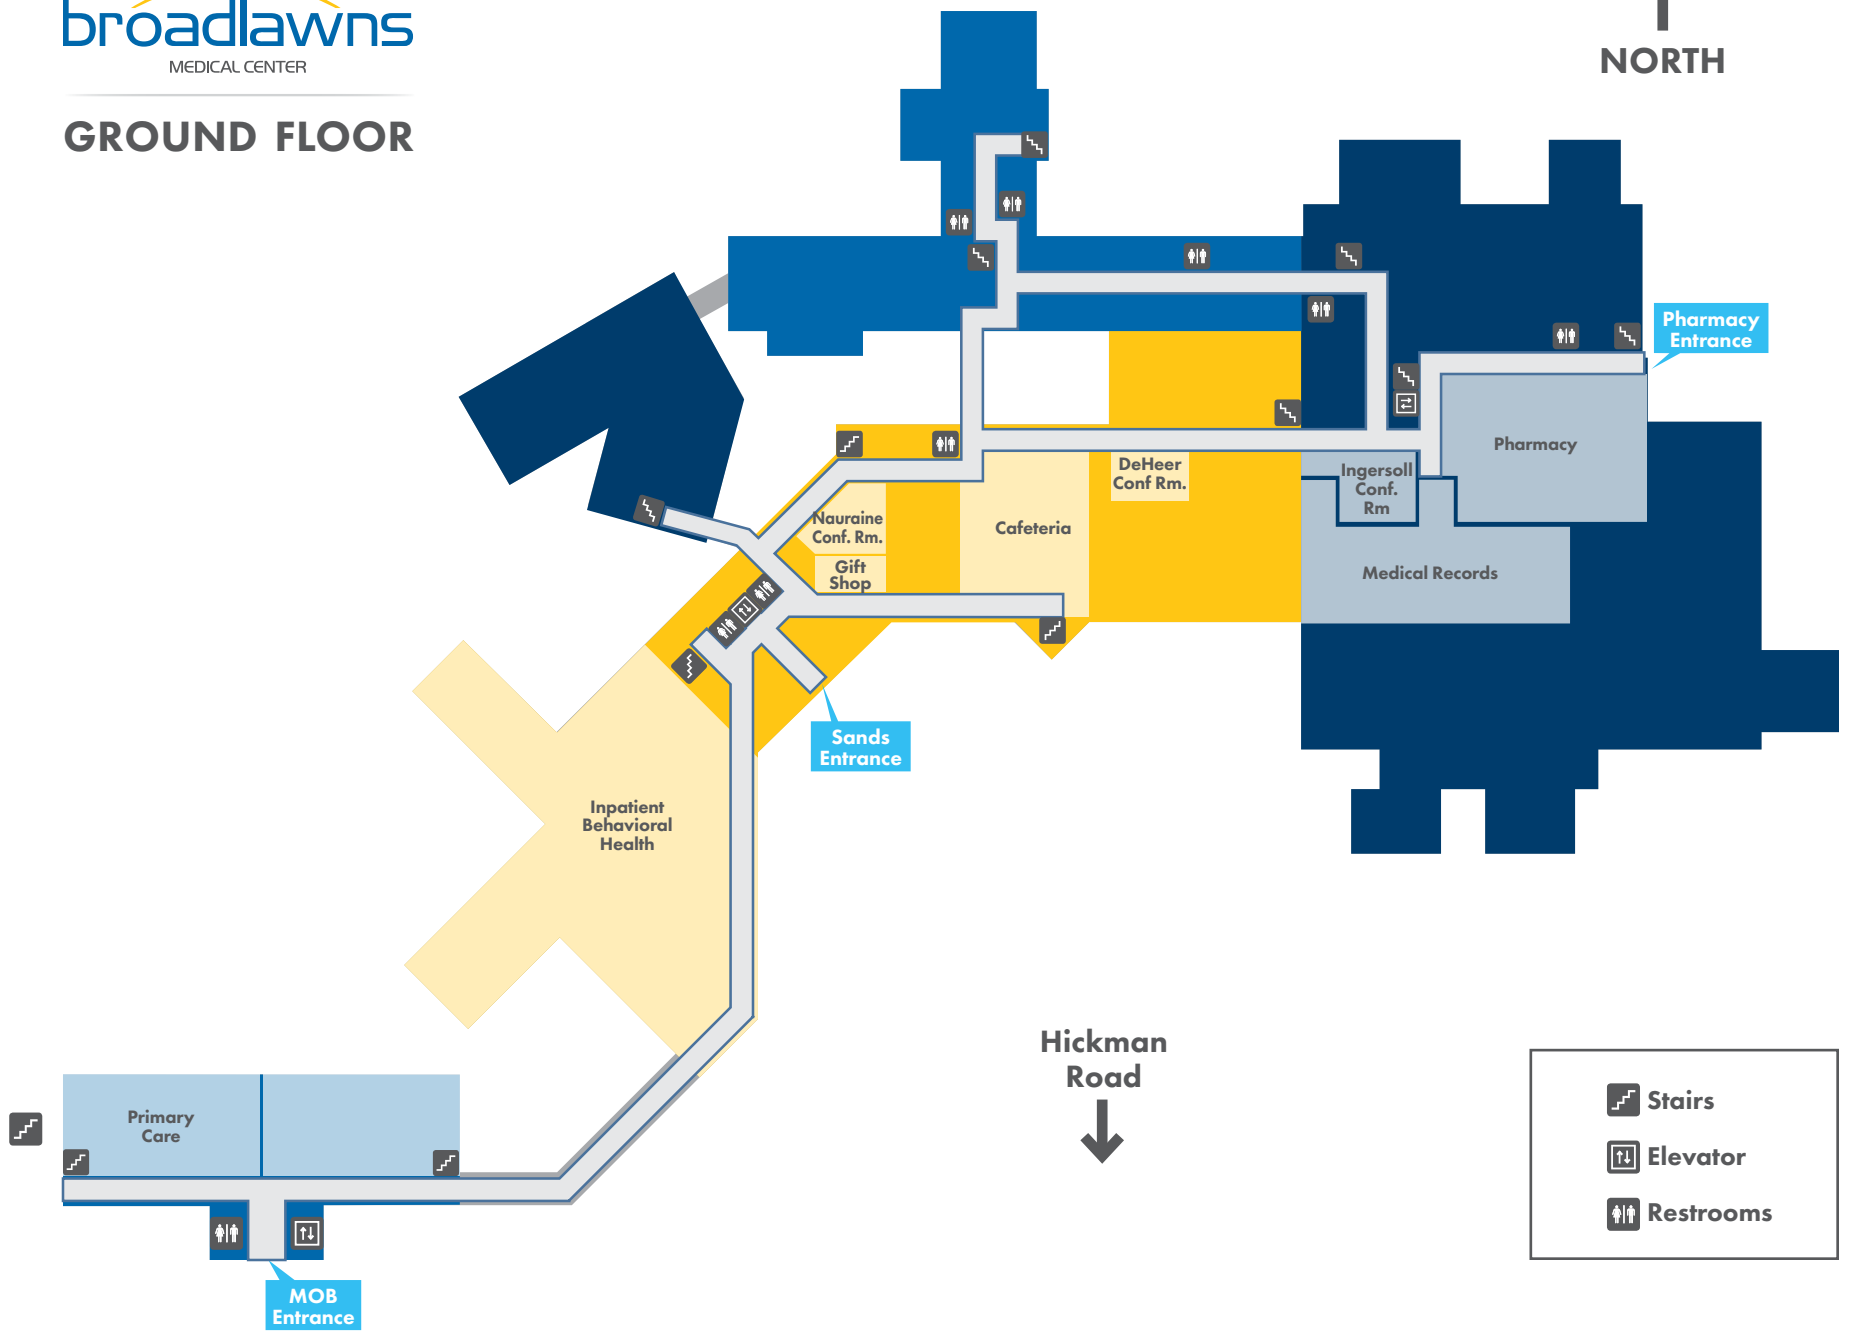 broadlawns
MEDICAL CENTER
GROUND FLOOR
NORTH
Pharmacy
Entrance
Pharmacy
DeHeer
Conf Rm.
Ingersoll
Conf.
Rm
Nauraine
Conf. Rm.
Cafeteria
Gift
Shop
Medical Records
Sands
Entrance
Inpatient
Behavioral
Health
Hickman
Road
Primary
Care
MOB
Entrance
Stairs
Elevator
Restrooms